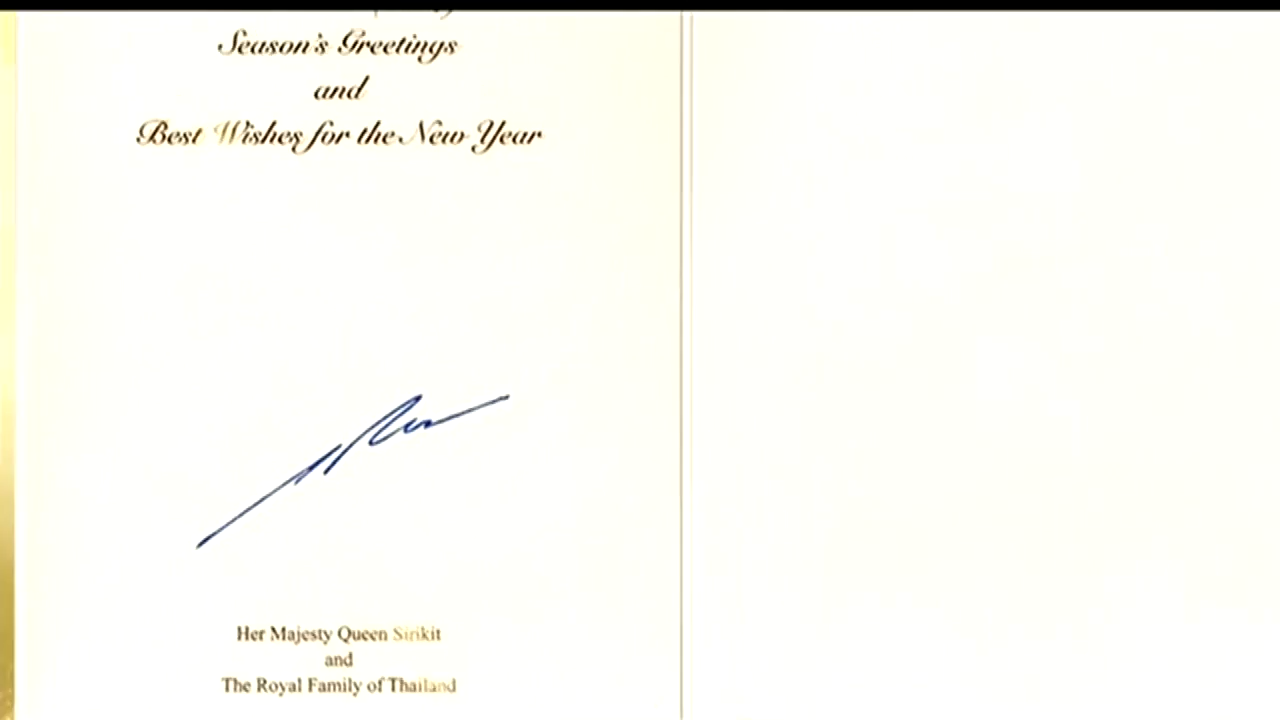 Season's Greetings
and
Best Wishes for the New Year
Her Majesty Queen Sirikit
and
The Royal Family of Thailand